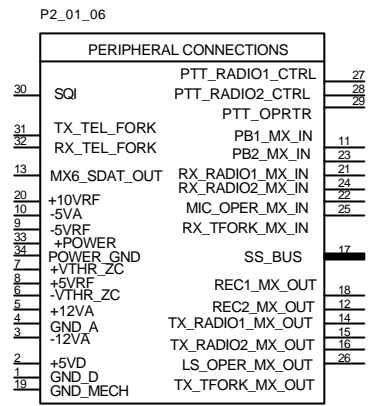 P2_01_06
PERIPHERAL CONNECTIONS
PTT_RADIO1_CTRL 27
30 SQI PTT_RADIO2_CTRL 28
PTT_OPRTR 29
31 TX_TEL_FORK
32 RX_TEL_FORK
PB1_MX_IN 11
PB2_MX_IN 23
13 MX6_SDAT_OUT RX_RADIO1_MX_IN 21
RX_RADIO2_MX_IN 24
20 +10VRF MIC_OPER_MX_IN 22
10 -5VA 25
9 -5VRF RX_TFORK_MX_IN
33 +POWER
34 POWER_GND SS_BUS 17
7 +VTHR_ZC
8 +5VRF REC1_MX_OUT 18
6 -VTHR_ZC
5 +12VA REC2_MX_OUT 12
4 GND_A TX_RADIO1_MX_OUT 14
3 -12VA 15
TX_RADIO2_MX_OUT 16
2 +5VD LS_OPER_MX_OUT 26
1 GND_D
19 GND_MECH TX_TFORK_MX_OUT